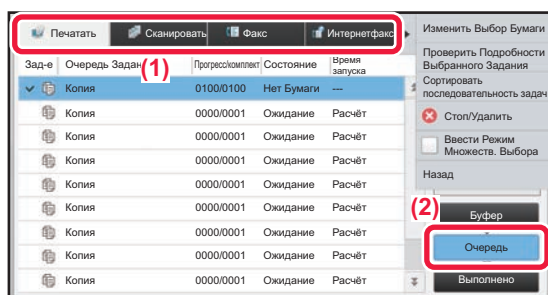 Печатать Сканировать Факс Интернетфакс
(1)
Зад-е Очередь Задан Прогресс/комплект Состояние Время запуска
Копия 0100/0100 Нет Бумаги ---
Копия 0000/0001 Ожидание Расчёт
Копия 0000/0001 Ожидание Расчёт
Копия 0000/0001 Ожидание Расчёт
Копия 0000/0001 Ожидание Расчёт
Копия 0000/0001 Ожидание Расчёт
Копия 0000/0001 Ожидание Расчёт
Копия 0000/0001 Ожидание Расчёт
Копия 0000/0001 Ожидание Расчёт
Изменить Выбор Бумаги
Проверить Подробности
Выбранного Задания
Сортировать
последовательность задач
Стоп/Удалить
Ввести Режим
Множеств. Выбора
Назад
(2)
Буфер
Очередь
Выполнено